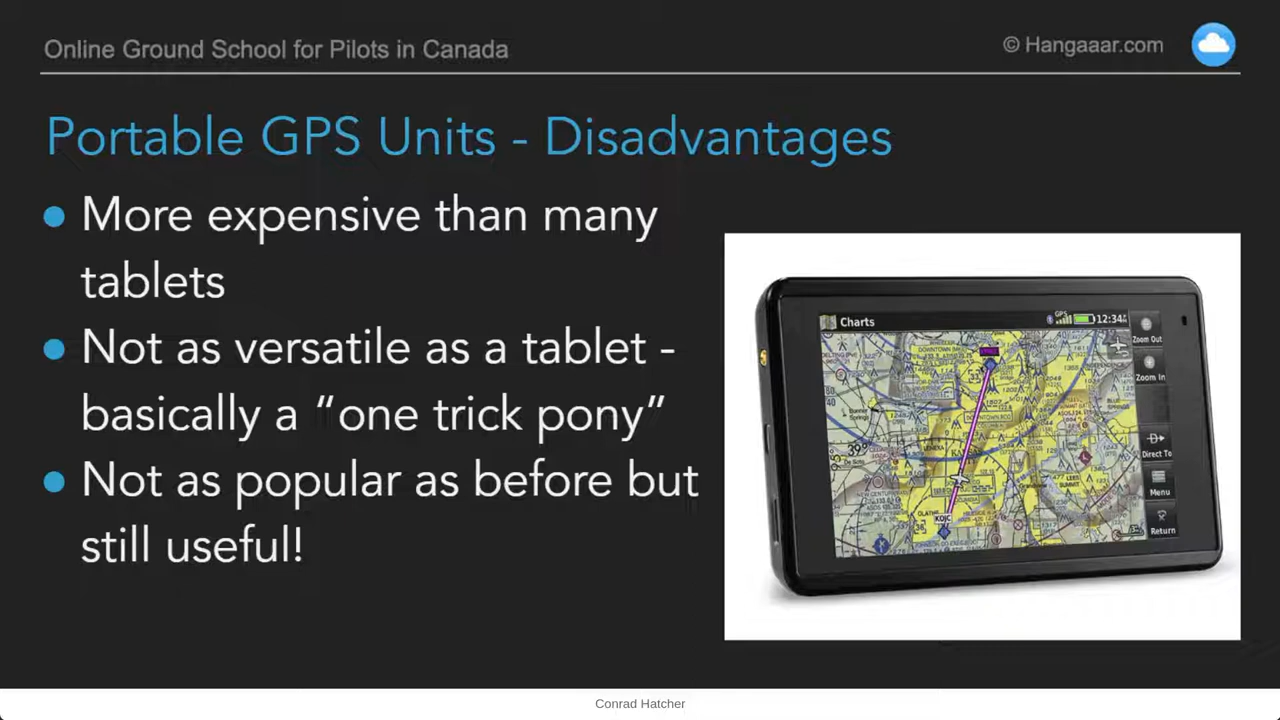 Online Ground School for Pilots in Canada
© Hangaaar.com
Portable GPS Units - Disadvantages
● More expensive than many
tablets
● Not as versatile as a tablet -
basically a “one trick pony”
● Not as popular as before but
still useful!
Charts
GPS
12:34
Zoom Out
Zoom In
Direct To
Menu
Return
KOJC
Conrad Hatcher